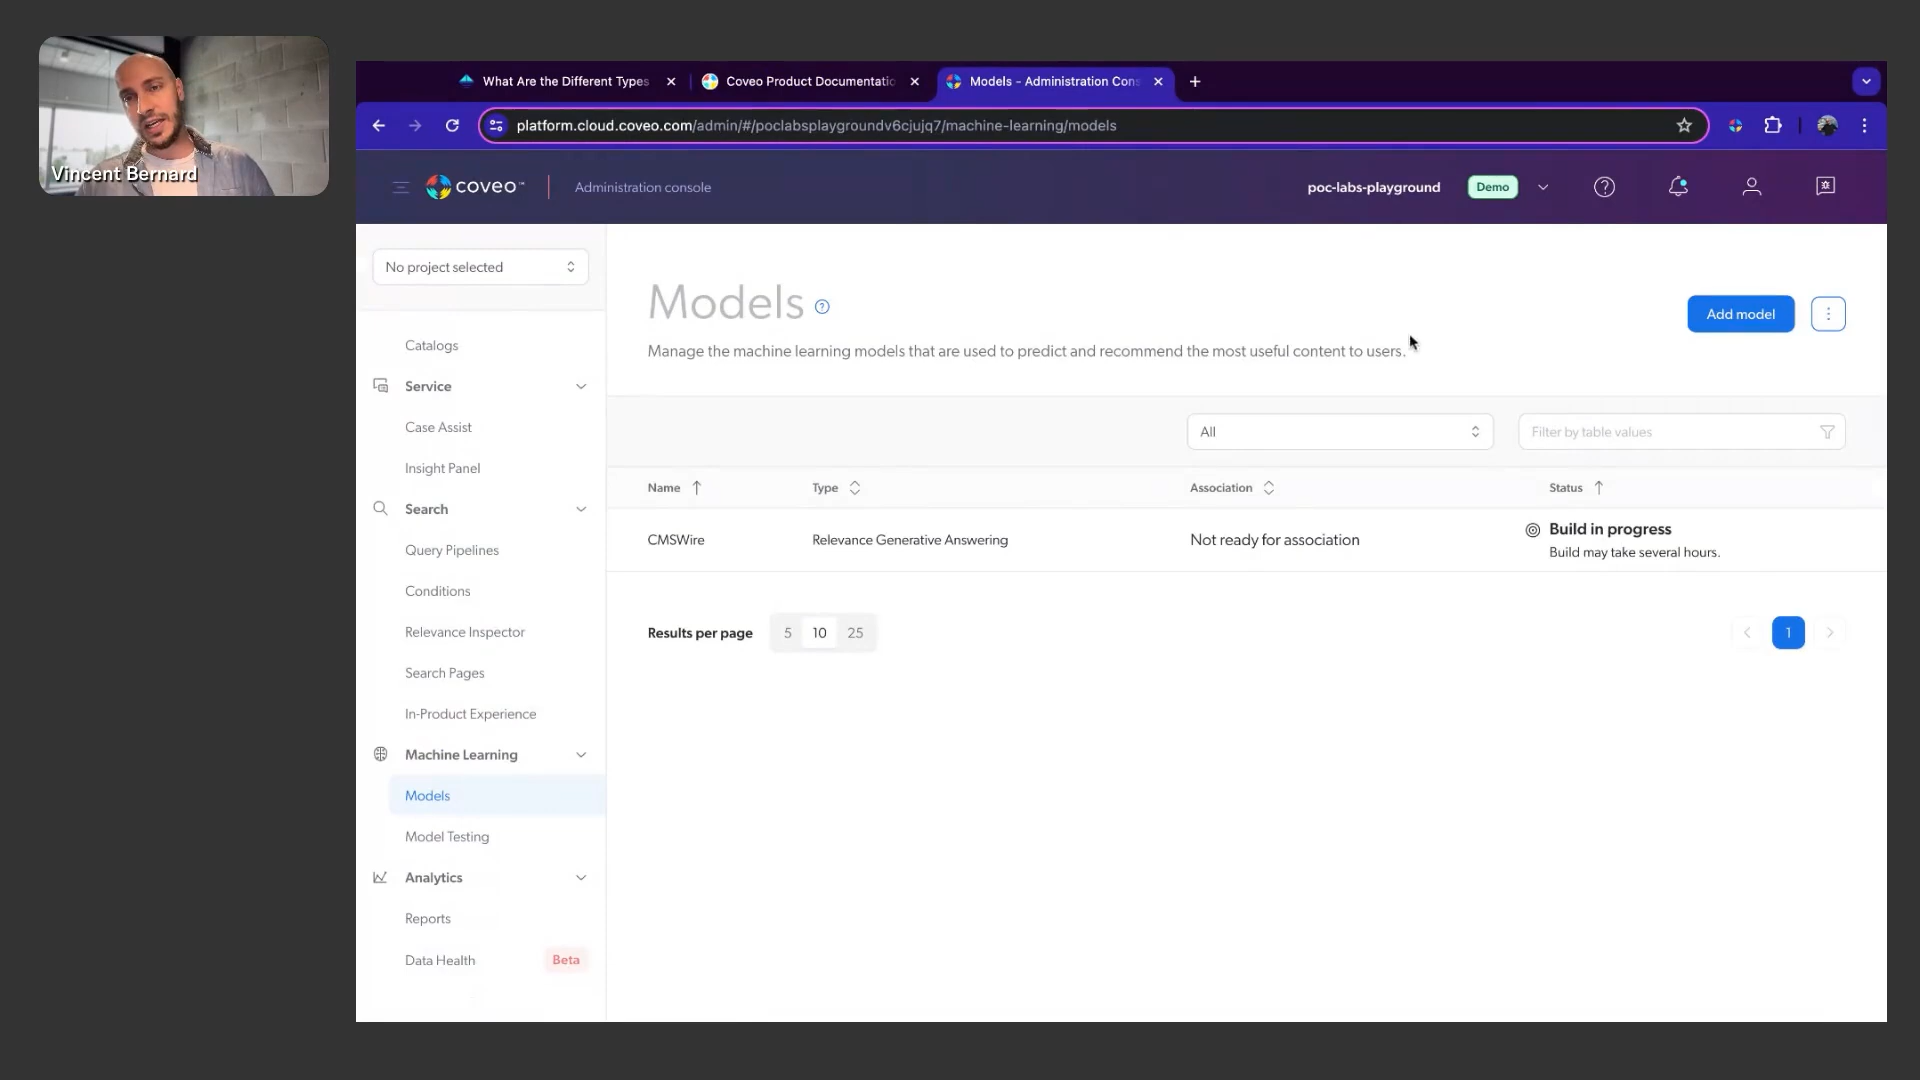 Vincent Bernard
What Are the Different Types
Coveo Product Documentatio
Models - Administration Cons
platform.cloud.coveo.com/admin/#/poclabsplaygroundv6cjujq7/machine-learning/models
coveo™
Administration console
poc-labs-playground
Demo
No project selected
Catalogs
Service
Case Assist
Insight Panel
Search
Query Pipelines
Conditions
Relevance Inspector
Search Pages
In-Product Experience
Machine Learning
Models
Model Testing
Analytics
Reports
Data Health
Beta
Models
Add model
Manage the machine learning models that are used to predict and recommend the most useful content to users.
All
Filter by table values
Name
Type
Association
Status
CMSWire
Relevance Generative Answering
Not ready for association
Build in progress
Build may take several hours.
Results per page
5
10
25
1